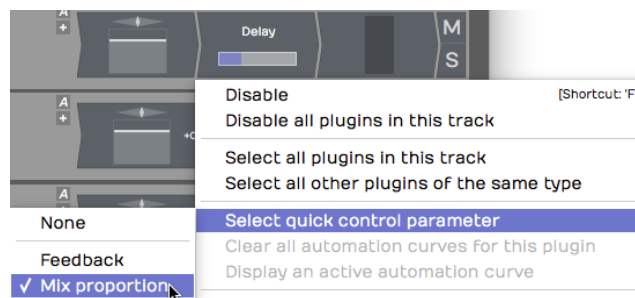 A
+
Delay
M
S
Disable
[Shortcut: 'F
Disable all plugins in this track
A
+
+
Select all plugins in this track
Select all other plugins of the same type
A
None
Select quick control parameter
Feedback
Clear all automation curves for this plugin
✓ Mix proportion
Display an active automation curve